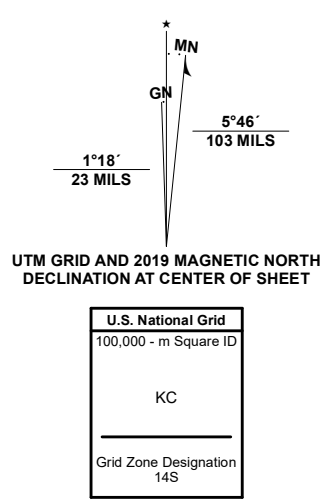 ★
MN
GN
5°46´
103 MILS
1°18´
23 MILS
UTM GRID AND 2019 MAGNETIC NORTH
DECLINATION AT CENTER OF SHEET
U.S. National Grid
100,000 - m Square ID
KC
Grid Zone Designation
14S